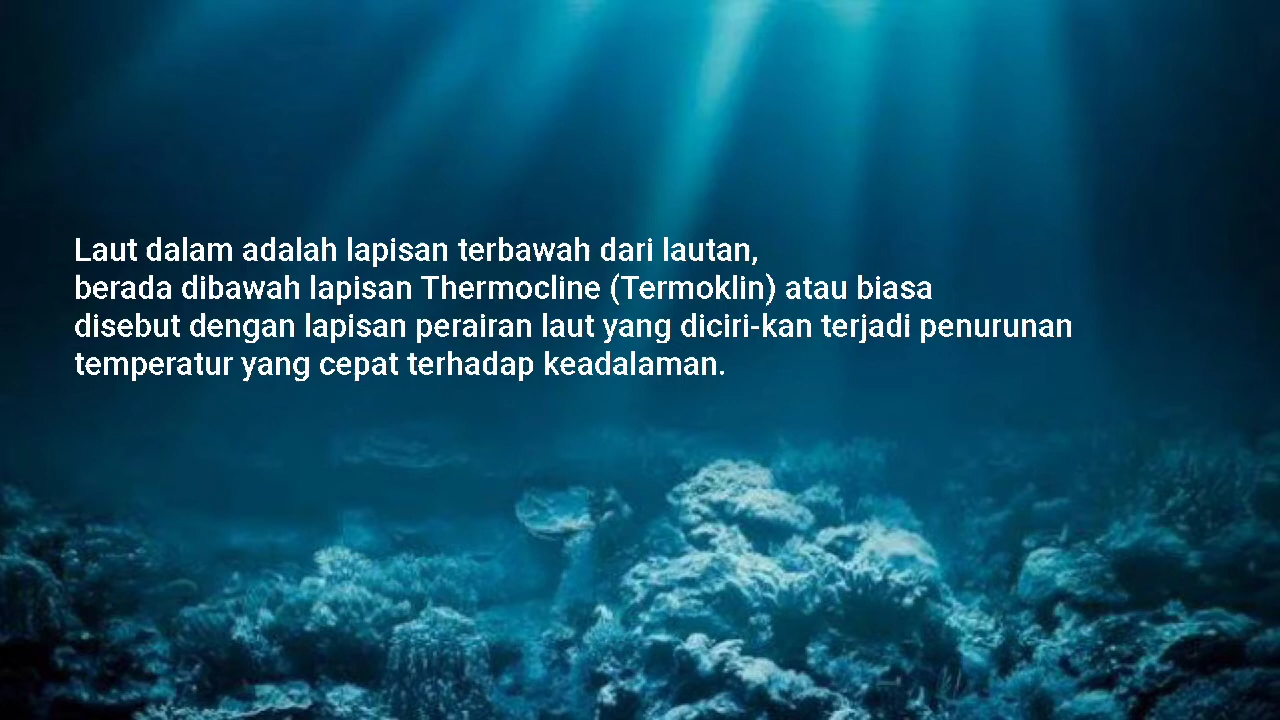 Laut dalam adalah lapisan terbawah dari lautan,
berada dibawah lapisan Thermocline (Termoklin) atau biasa
disebut dengan lapisan perairan laut yang diciri-kan terjadi penurunan
temperatur yang cepat terhadap keadalaman.